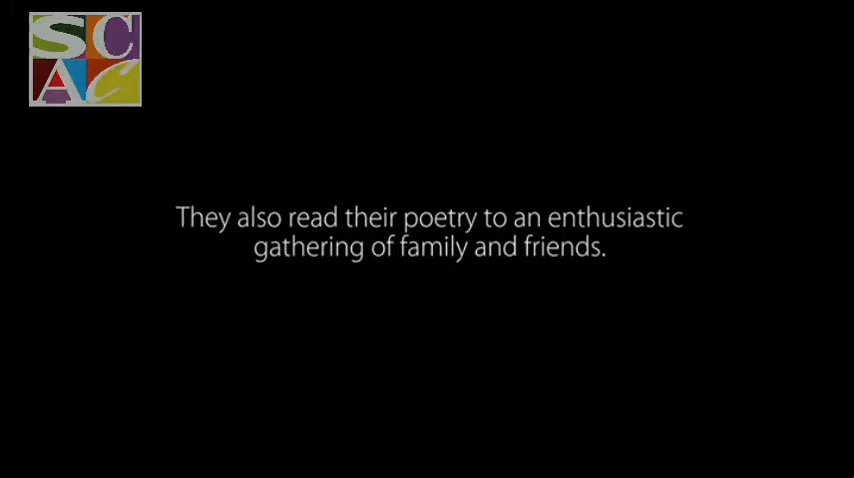 SC
AC
They also read their poetry to an enthusiastic
gathering of family and friends.